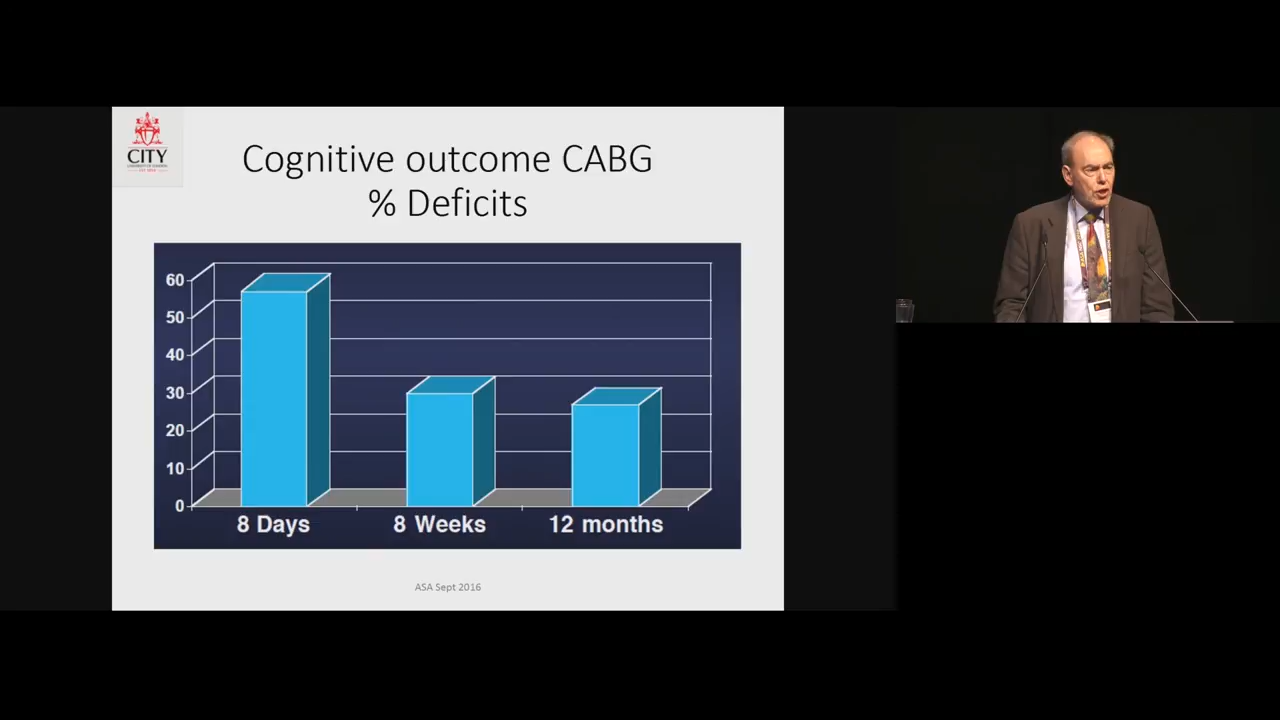 CITY
Cognitive outcome CABG
% Deficits
60
50
40
30
20
10
0
8 Days
8 Weeks
12 months
ASA Sept 2016